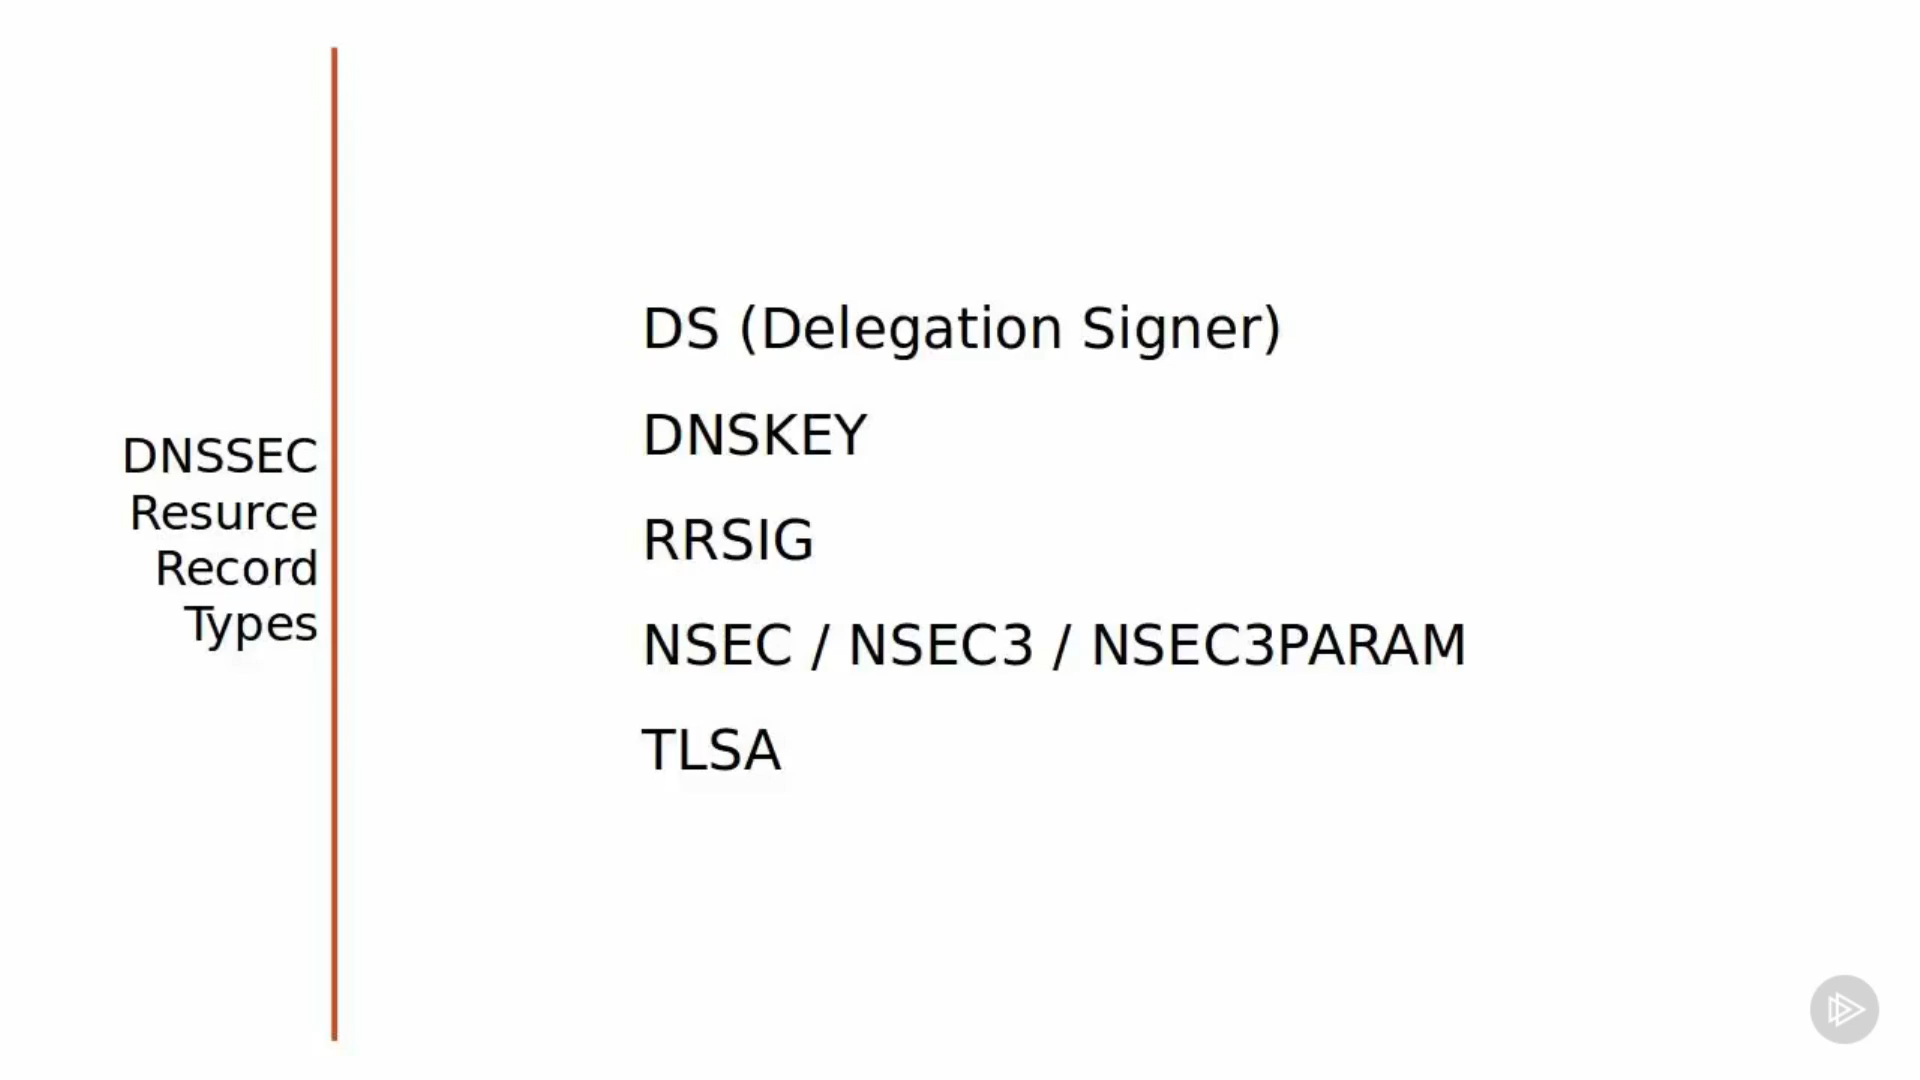 DNSSEC
Resurce
Record
Types
DS (Delegation Signer)
DNSKEY
RRSIG
NSEC / NSEC3 / NSEC3PARAM
TLSA